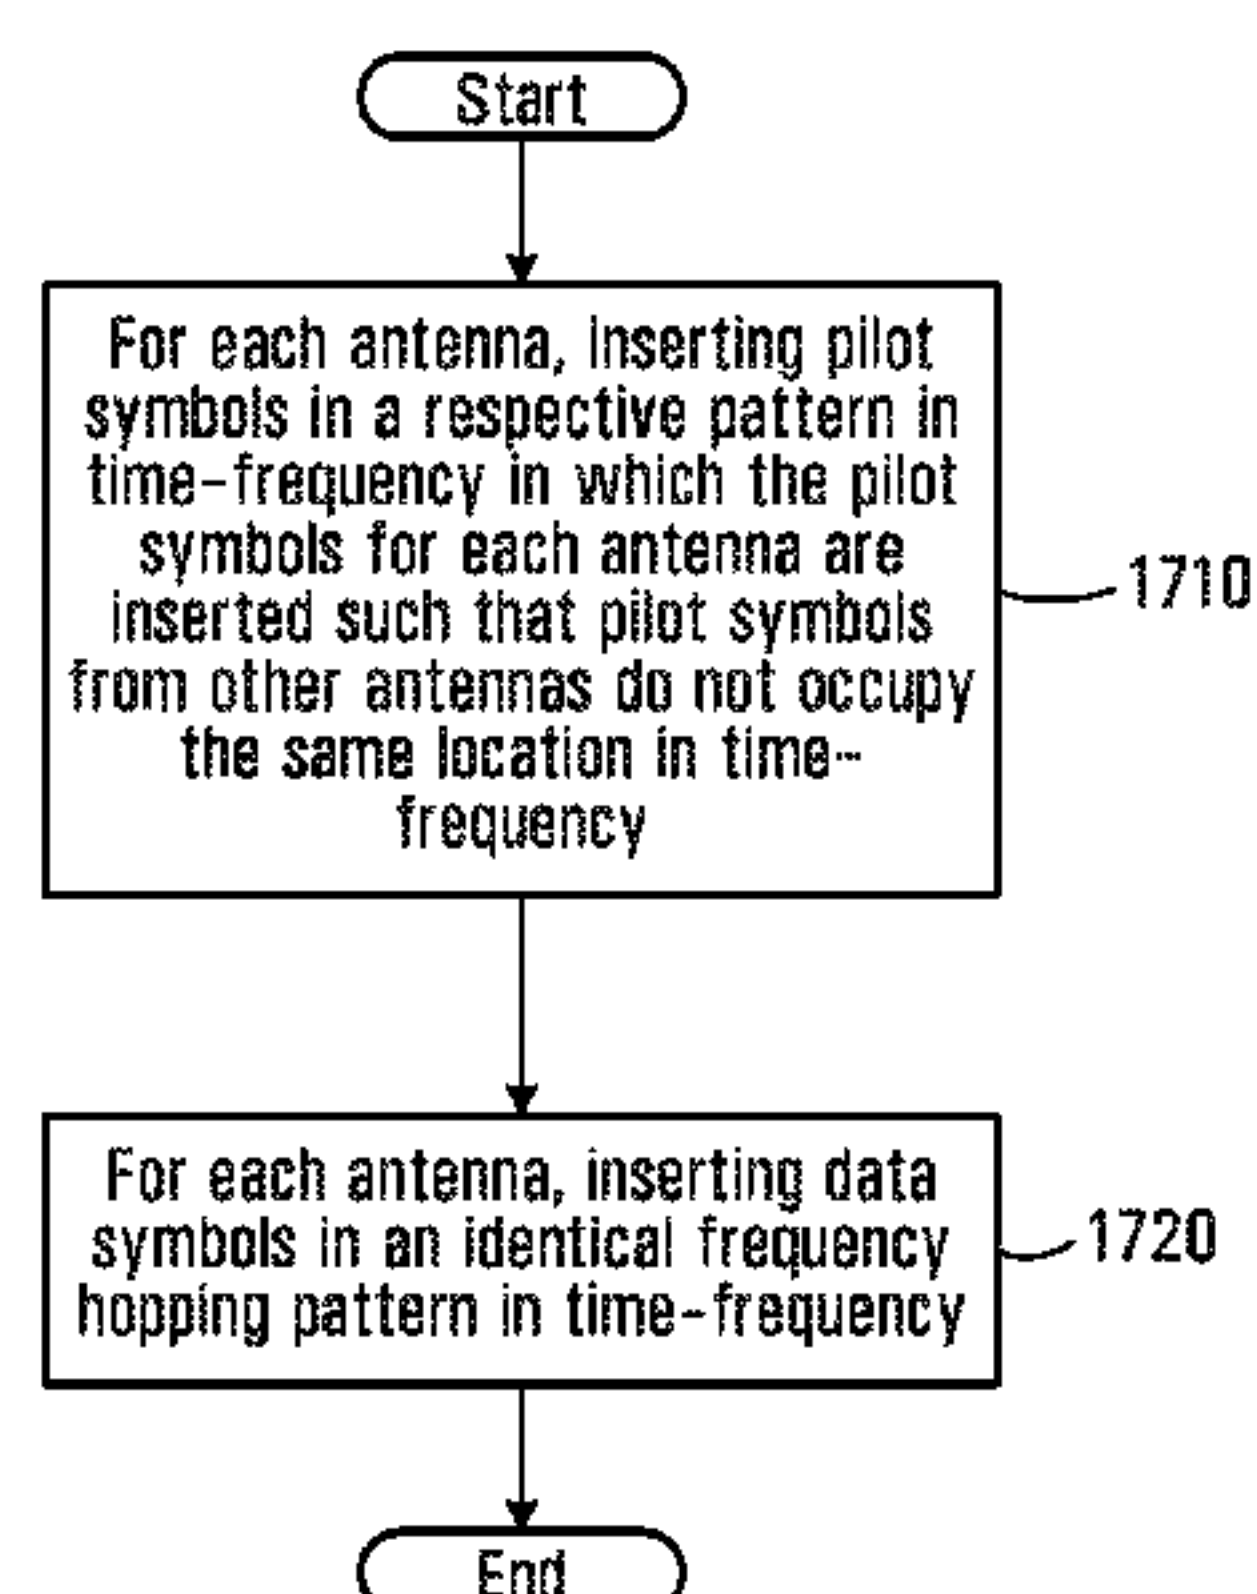 Start
For each antenna, inserting pilot
symbols in a respective pattern in
time-frequency in which the pilot
symbols for each antenna are
inserted such that pilot symbols
from other antennas do not occupy
the same location in time-
frequency
1710
For each antenna, inserting data
symbols in an identical frequency
hopping pattern in time-frequency
1720
End